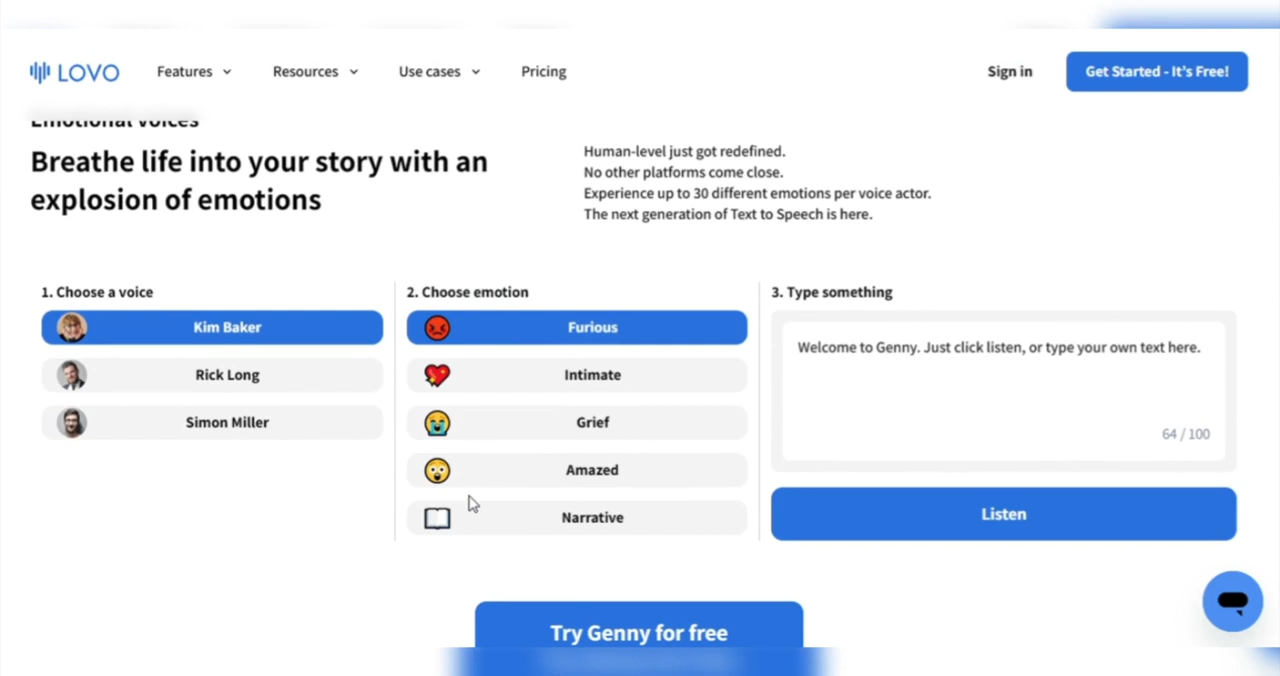 LOVO
Features
Resources
Use cases
Pricing
Sign in
Get Started - It's Free!
Emotional voices
Breathe life into your story with an
explosion of emotions
Human-level just got redefined.
No other platforms come close.
Experience up to 30 different emotions per voice actor.
The next generation of Text to Speech is here.
1. Choose a voice
Kim Baker
Rick Long
Simon Miller
2. Choose emotion
Furious
Intimate
Grief
Amazed
Narrative
3. Type something
Welcome to Genny. Just click listen, or type your own text here.
64 / 100
Listen
Try Genny for free